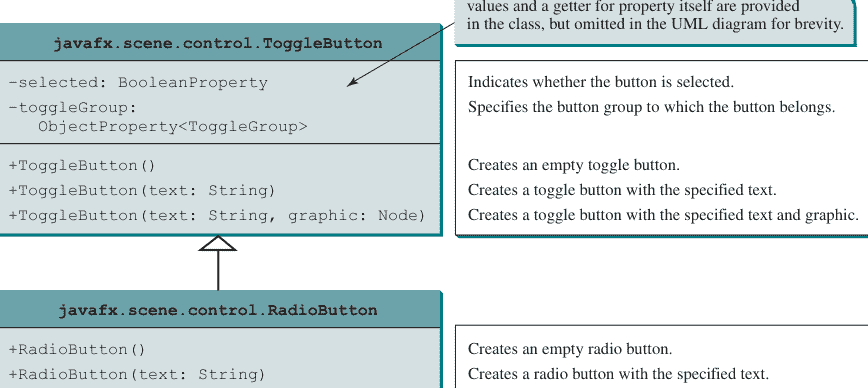 values and a getter for property itself are provided
in the class, but omitted in the UML diagram for brevity.
javafx.scene.control.ToggleButton
-selected: BooleanProperty
Indicates whether the button is selected.
-toggleGroup:
Specifies the button group to which the button belongs.
ObjectProperty<ToggleGroup>
+ToggleButton()
Creates an empty toggle button.
+ToggleButton(text: String)
Creates a toggle button with the specified text.
+ToggleButton(text: String, graphic: Node)
Creates a toggle button with the specified text and graphic.
javafx.scene.control.RadioButton
+RadioButton()
Creates an empty radio button.
+RadioButton(text: String)
Creates a radio button with the specified text.